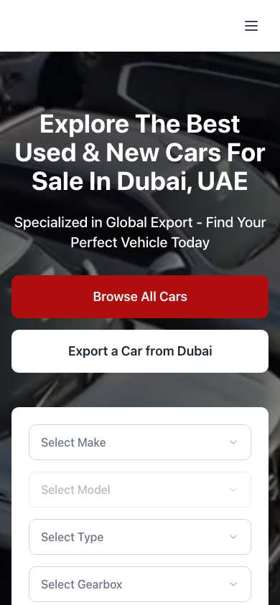 Explore The Best
Used & New Cars For
Sale In Dubai, UAE
Specialized in Global Export - Find Your
Perfect Vehicle Today
Browse All Cars
Export a Car from Dubai
Select Make
Select Model
Select Type
Select Gearbox